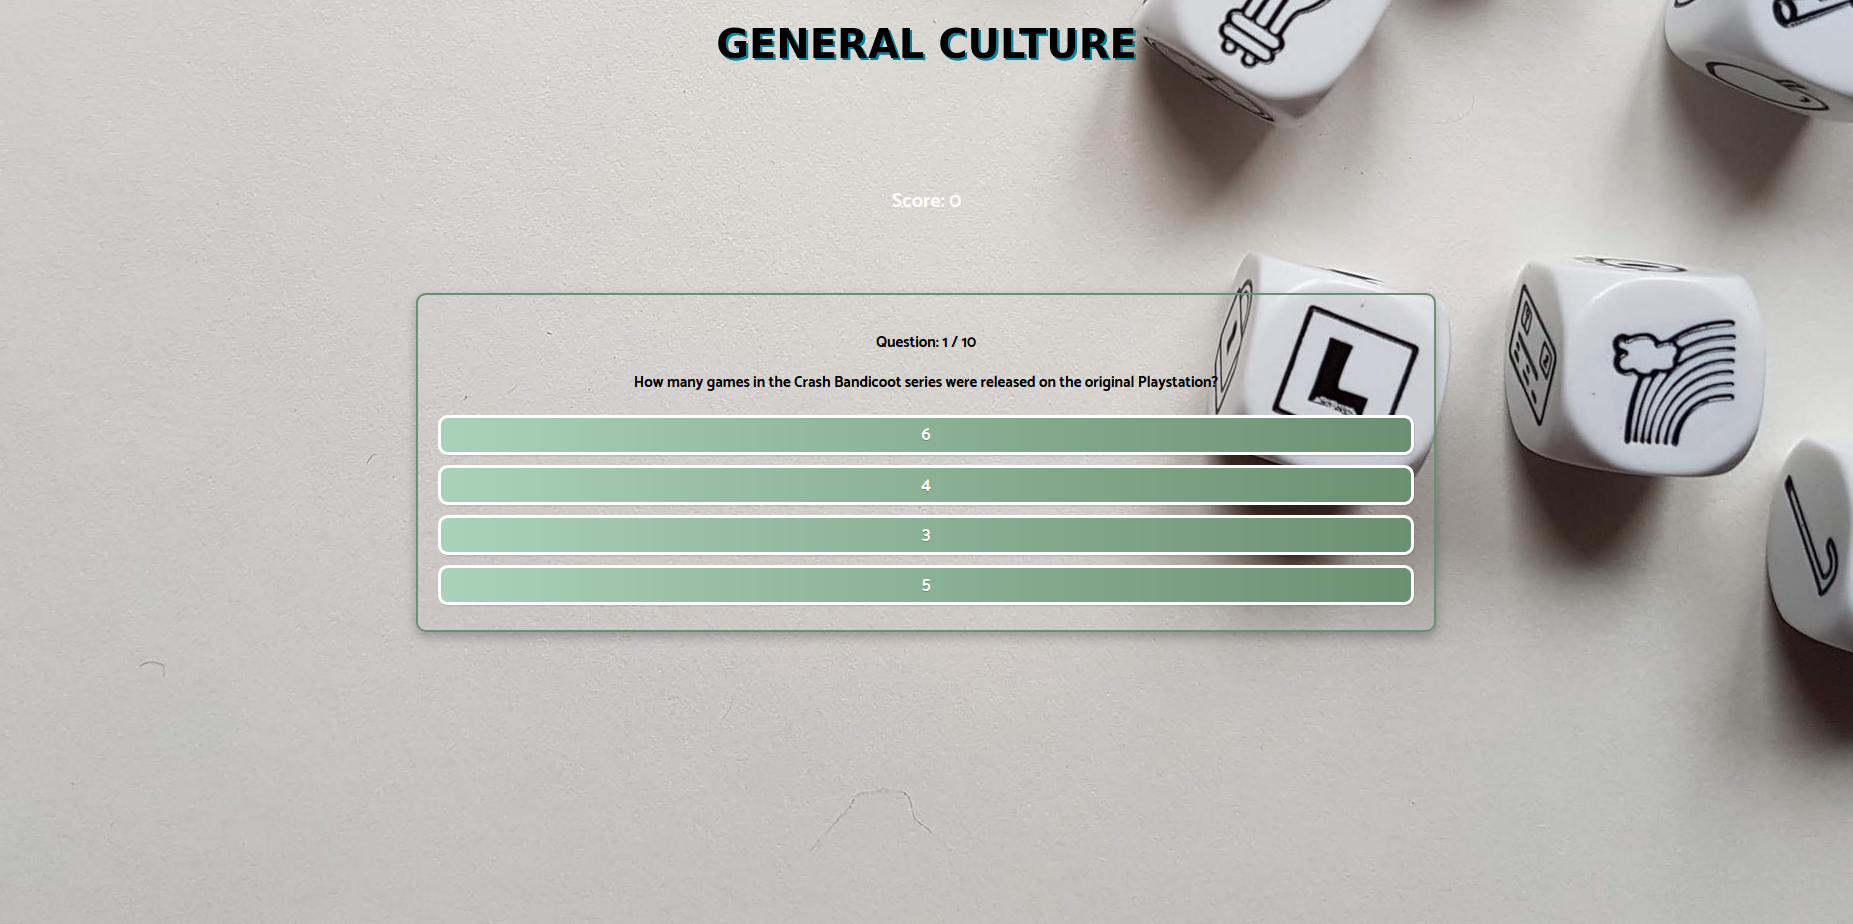 GENERAL CULTURE
Score: 0
Question: 1 / 10
How many games in the Crash Bandicoot series were released on the original Playstation?
L
6
4
3
5